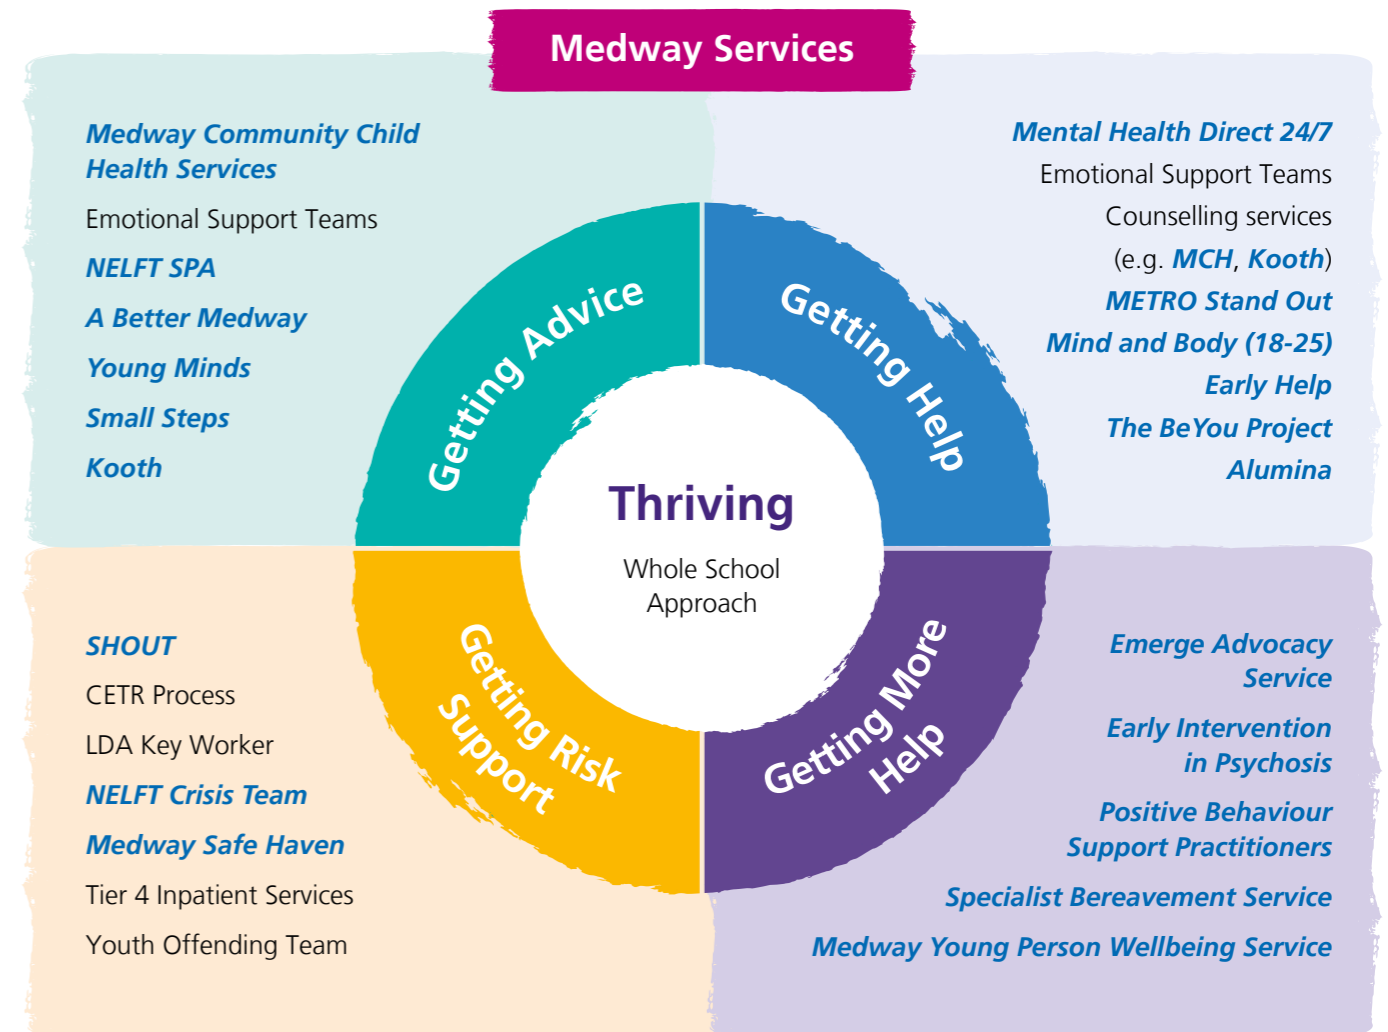 Medway Services
Medway Community Child
Health Services
Emotional Support Teams
NELFT SPA
A Better Medway
Young Minds
Small Steps
Kooth
Mental Health Direct 24/7
Emotional Support Teams
Counselling services
(e.g. MCH, Kooth)
METRO Stand Out
Mind and Body (18-25)
Early Help
The BeYou Project
Alumina
Getting Advice
Getting Help
Thriving
Whole School
Approach
Getting Risk
Support
Getting More
Help
SHOUT
CETR Process
LDA Key Worker
NELFT Crisis Team
Medway Safe Haven
Tier 4 Inpatient Services
Youth Offending Team
Emerge Advocacy
Service
Early Intervention
in Psychosis
Positive Behaviour
Support Practitioners
Specialist Bereavement Service
Medway Young Person Wellbeing Service